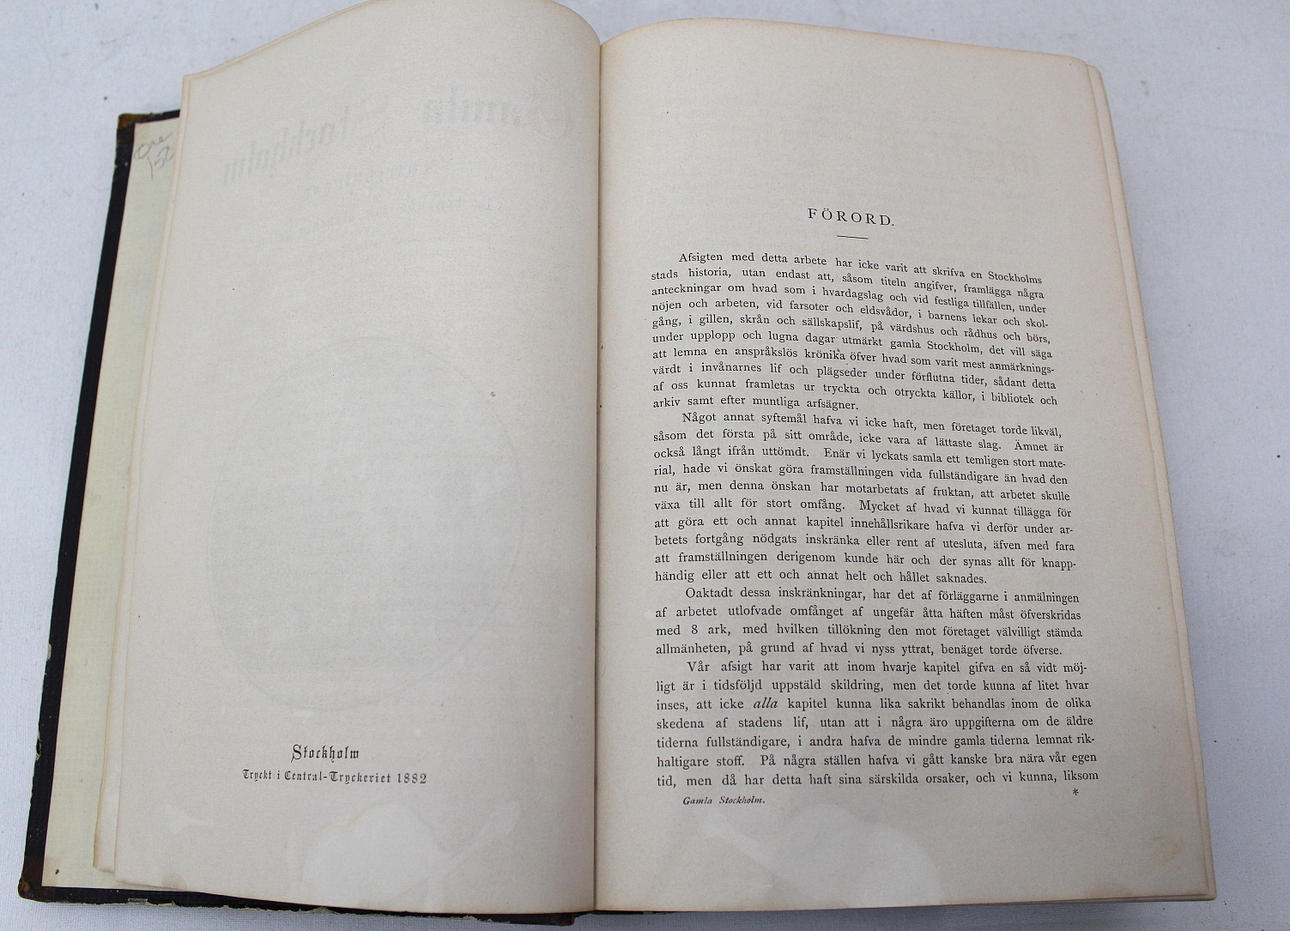 Stockholm
Tryckt i Central-Tryckeriet 1882
FÖRORD.
Afsigten med detta arbete har icke varit att skrifva en Stockholms
stads historia, utan endast att, såsom titeln angifver, framlägga några
anteckningar om hvad som i hvardagslag och vid festliga tillfällen, under
nöjen och arbeten, vid farsoter och eldsvådor, i barnens lekar och skol-
gång, i gillen, skrån och sällskapslif, på värdshus och rådhus och börs,
under upplopp och lugna dagar utmärkt gamla Stockholm, det vill säga
att lemna en anspråkslös krönika öfver hvad som varit mest anmärknings-
värdt i invånarnes lif och plägseder under förflutna tider, sådant detta
af oss kunnat framletas ur tryckta och otryckta källor, i bibliotek och
arkiv samt efter muntliga arfsägner.
Något annat syftemål hafva vi icke haft, men företaget torde likväl,
såsom det första på sitt område, icke vara af lättaste slag. Ämnet är
också långt ifrån uttömdt. Enär vi lyckats samla ett temligen stort mate-
rial, hade vi önskat göra framställningen vida fullständigare än hvad den
nu är, men denna önskan har motarbetats af fruktan, att arbetet skulle
växa till allt för stort omfång. Mycket af hvad vi kunnat tillägga för
att göra ett och annat kapitel innehållsrikare hafva vi derför under ar-
betets fortgång nödgats inskränka eller rent af utesluta, äfven med fara
att framställningen derigenom kunde här och der synas allt för knapp-
händig eller att ett och annat helt och hållet saknades.
Oaktadt dessa inskränkningar, har det af förläggarne i anmälningen
af arbetet utlofvade omfånget af ungefär åtta häften måst öfverskridas
med 8 ark, med hvilken tillökning den mot företaget välvilligt stämda
allmänheten, på grund af hvad vi nyss yttrat, benäget torde öfverse.
Vår afsigt har varit att inom hvarje kapitel gifva en så vidt möj-
ligt är i tidsföljd uppstäld skildring, men det torde kunna af litet hvar
inses, att icke alla kapitel kunna lika sakrikt behandlas inom de olika
skedena af stadens lif, utan att i några äro uppgifterna om de äldre
tiderna fullständigare, i andra hafva de mindre gamla tiderna lemnat rik-
haltigare stoff. På några ställen hafva vi gått kanske bra nära vår egen
tid, men då har detta haft sina särskilda orsaker, och vi kunna, liksom
Gamla Stockholm. *